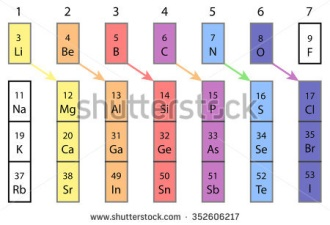 1 2 3 4 5 6 7
3 4 5 6 7 8 9
Li Be B C N O F
11 12 13 14 15 16 17
Na Mg Al Si P S Cl
19 20 31 32 33 34 35
K Ca Ga Ge As Se Br
37 38 49 50 51 52 53
Rb Sr In Sn Sb Te I
shutterstock
www.shutterstock.com · 352606217